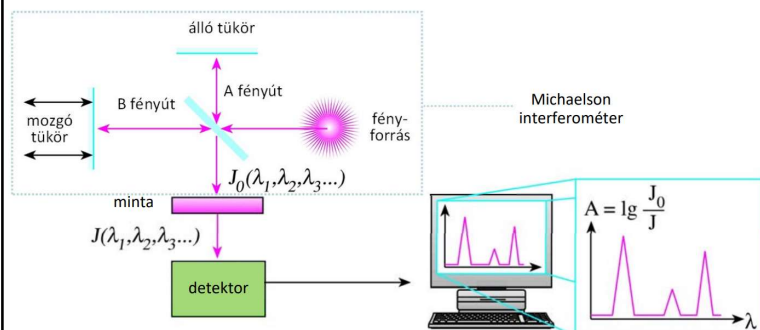 álló tükör
A fényút
B fényút
mozgó
tükör
fény-
forrás
Michaelson
interferométer
J₀(λ₁,λ₂,λ₃...)
minta
J(λ₁,λ₂,λ₃...)
detektor
A = lg J₀/J
λ